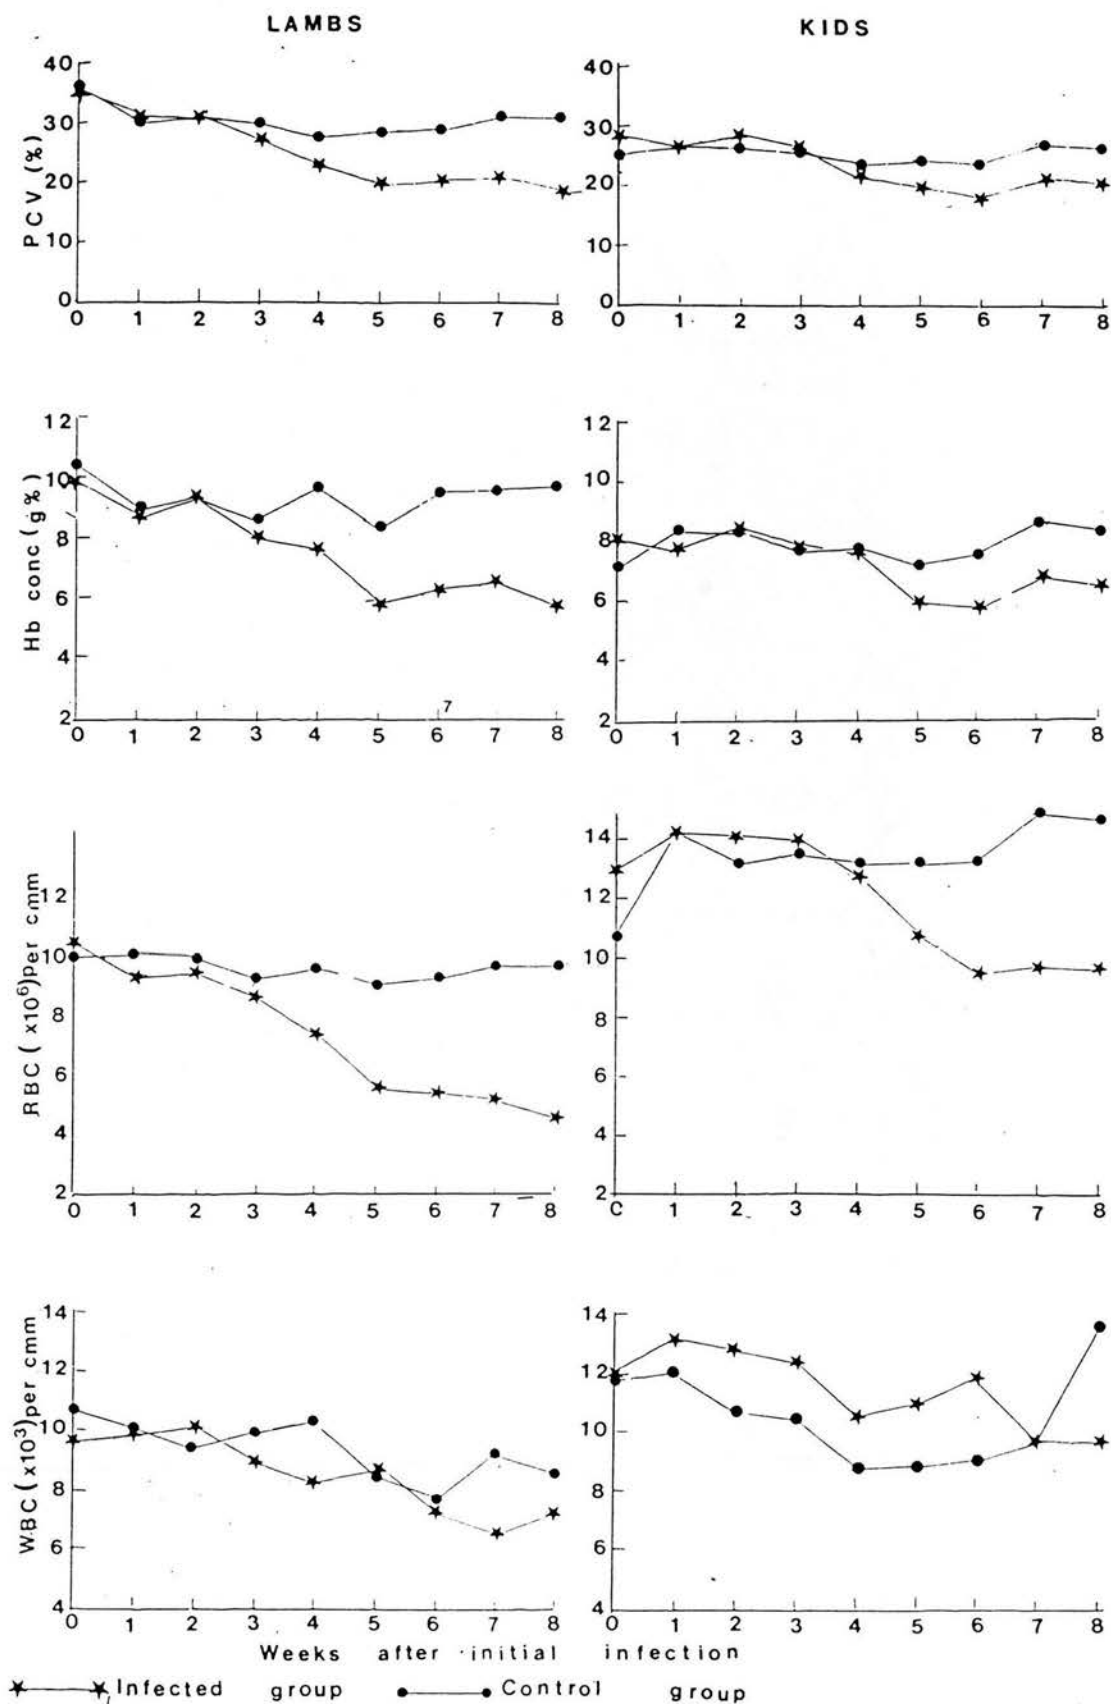 LAMBS KIDS
40 40
30 30
20 20
10 10
0 0
PCV (%)
0 1 2 3 4 5 6 7 8 0 1 2 3 4 5 6 7 8
12 12
10 10
8 8
6 6
4 4
2 2
Hb conc (g%)
7
0 1 2 3 4 5 6 7 8 0 1 2 3 4 5 6 7 8
14
12 12
10 10
8 8
6 6
4 4
2 2
RBC ( x10⁶)per cmm
0 1 2 3 4 5 6 7 8 C 1 2 3 4 5 6 7 8
14 14
12 12
10 10
8 8
6 6
4 4
WBC ( x10³)per cmm
0 1 2 3 4 5 6 7 8 0 1 2 3 4 5 6 7 8
Weeks after initial infection
Infected group Control group